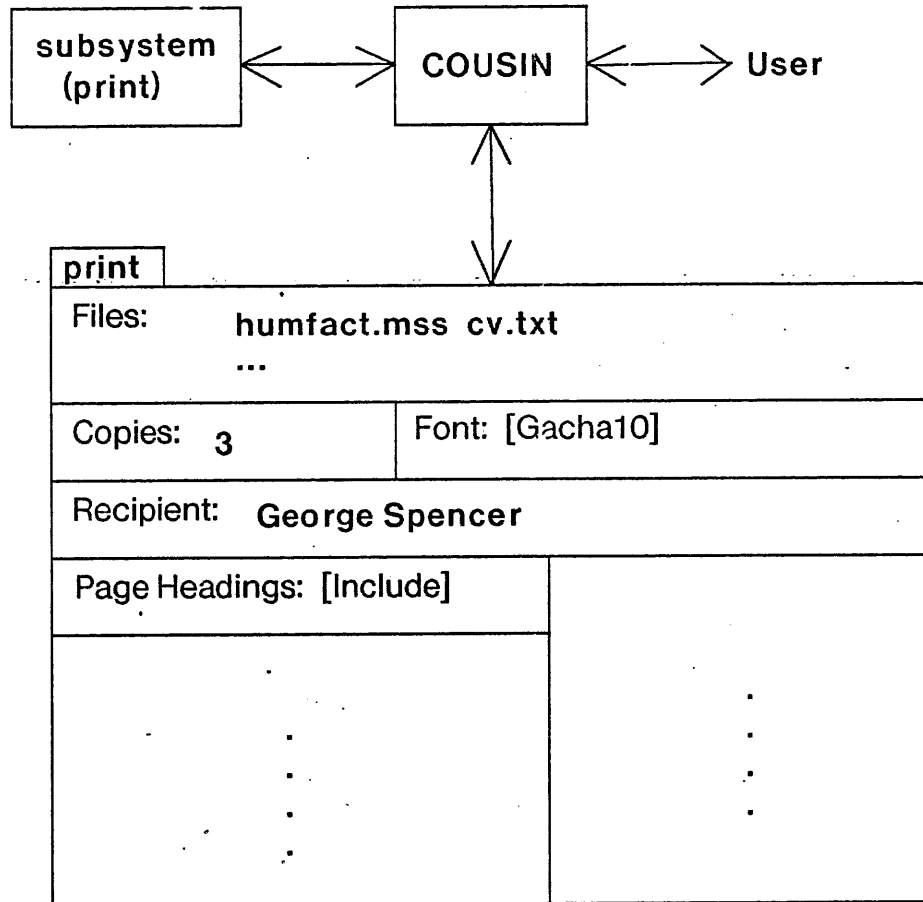 subsystem
(print)
COUSIN
User
print
Files: humfact.mss cv.txt
...
Copies: 3
Font: [Gacha10]
Recipient: George Spencer
Page Headings: [Include]